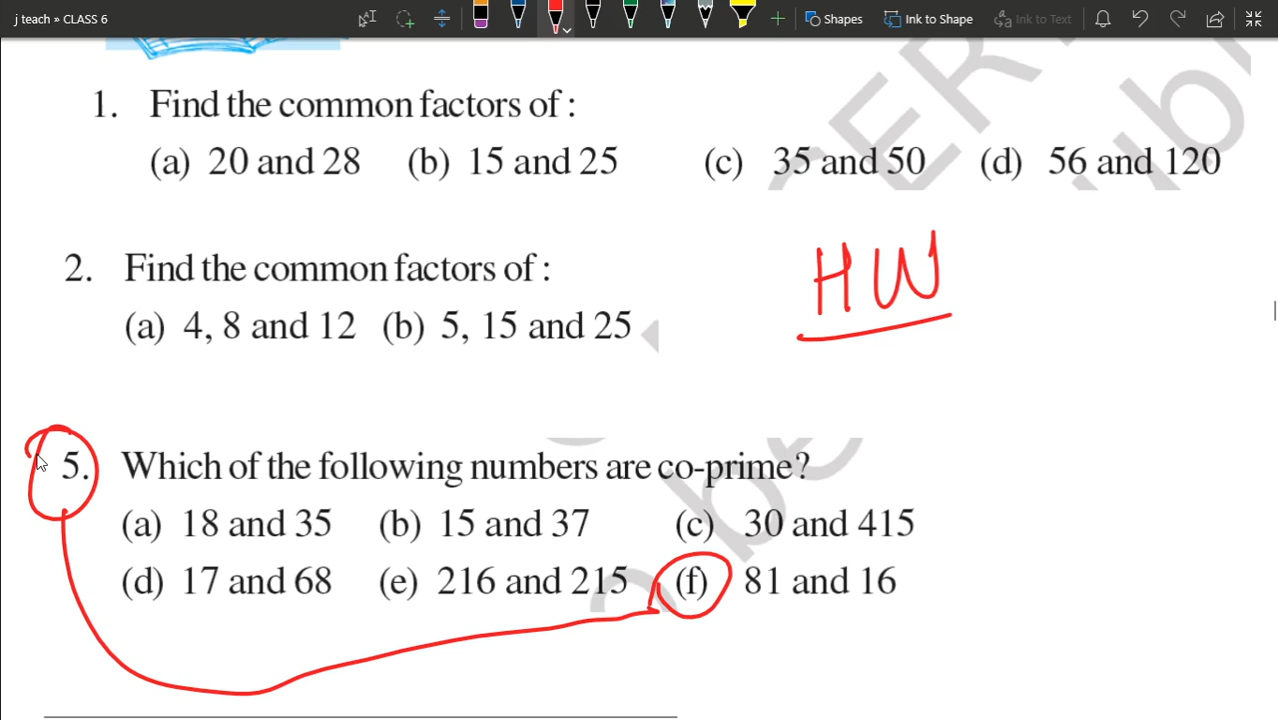 j teach » CLASS 6 Shapes Ink to Shape Ink to Text
1. Find the common factors of :
(a) 20 and 28 (b) 15 and 25 (c) 35 and 50 (d) 56 and 120
2. Find the common factors of :
HW
(a) 4, 8 and 12 (b) 5, 15 and 25
5. Which of the following numbers are co-prime?
(a) 18 and 35 (b) 15 and 37 (c) 30 and 415
(d) 17 and 68 (e) 216 and 215 (f) 81 and 16